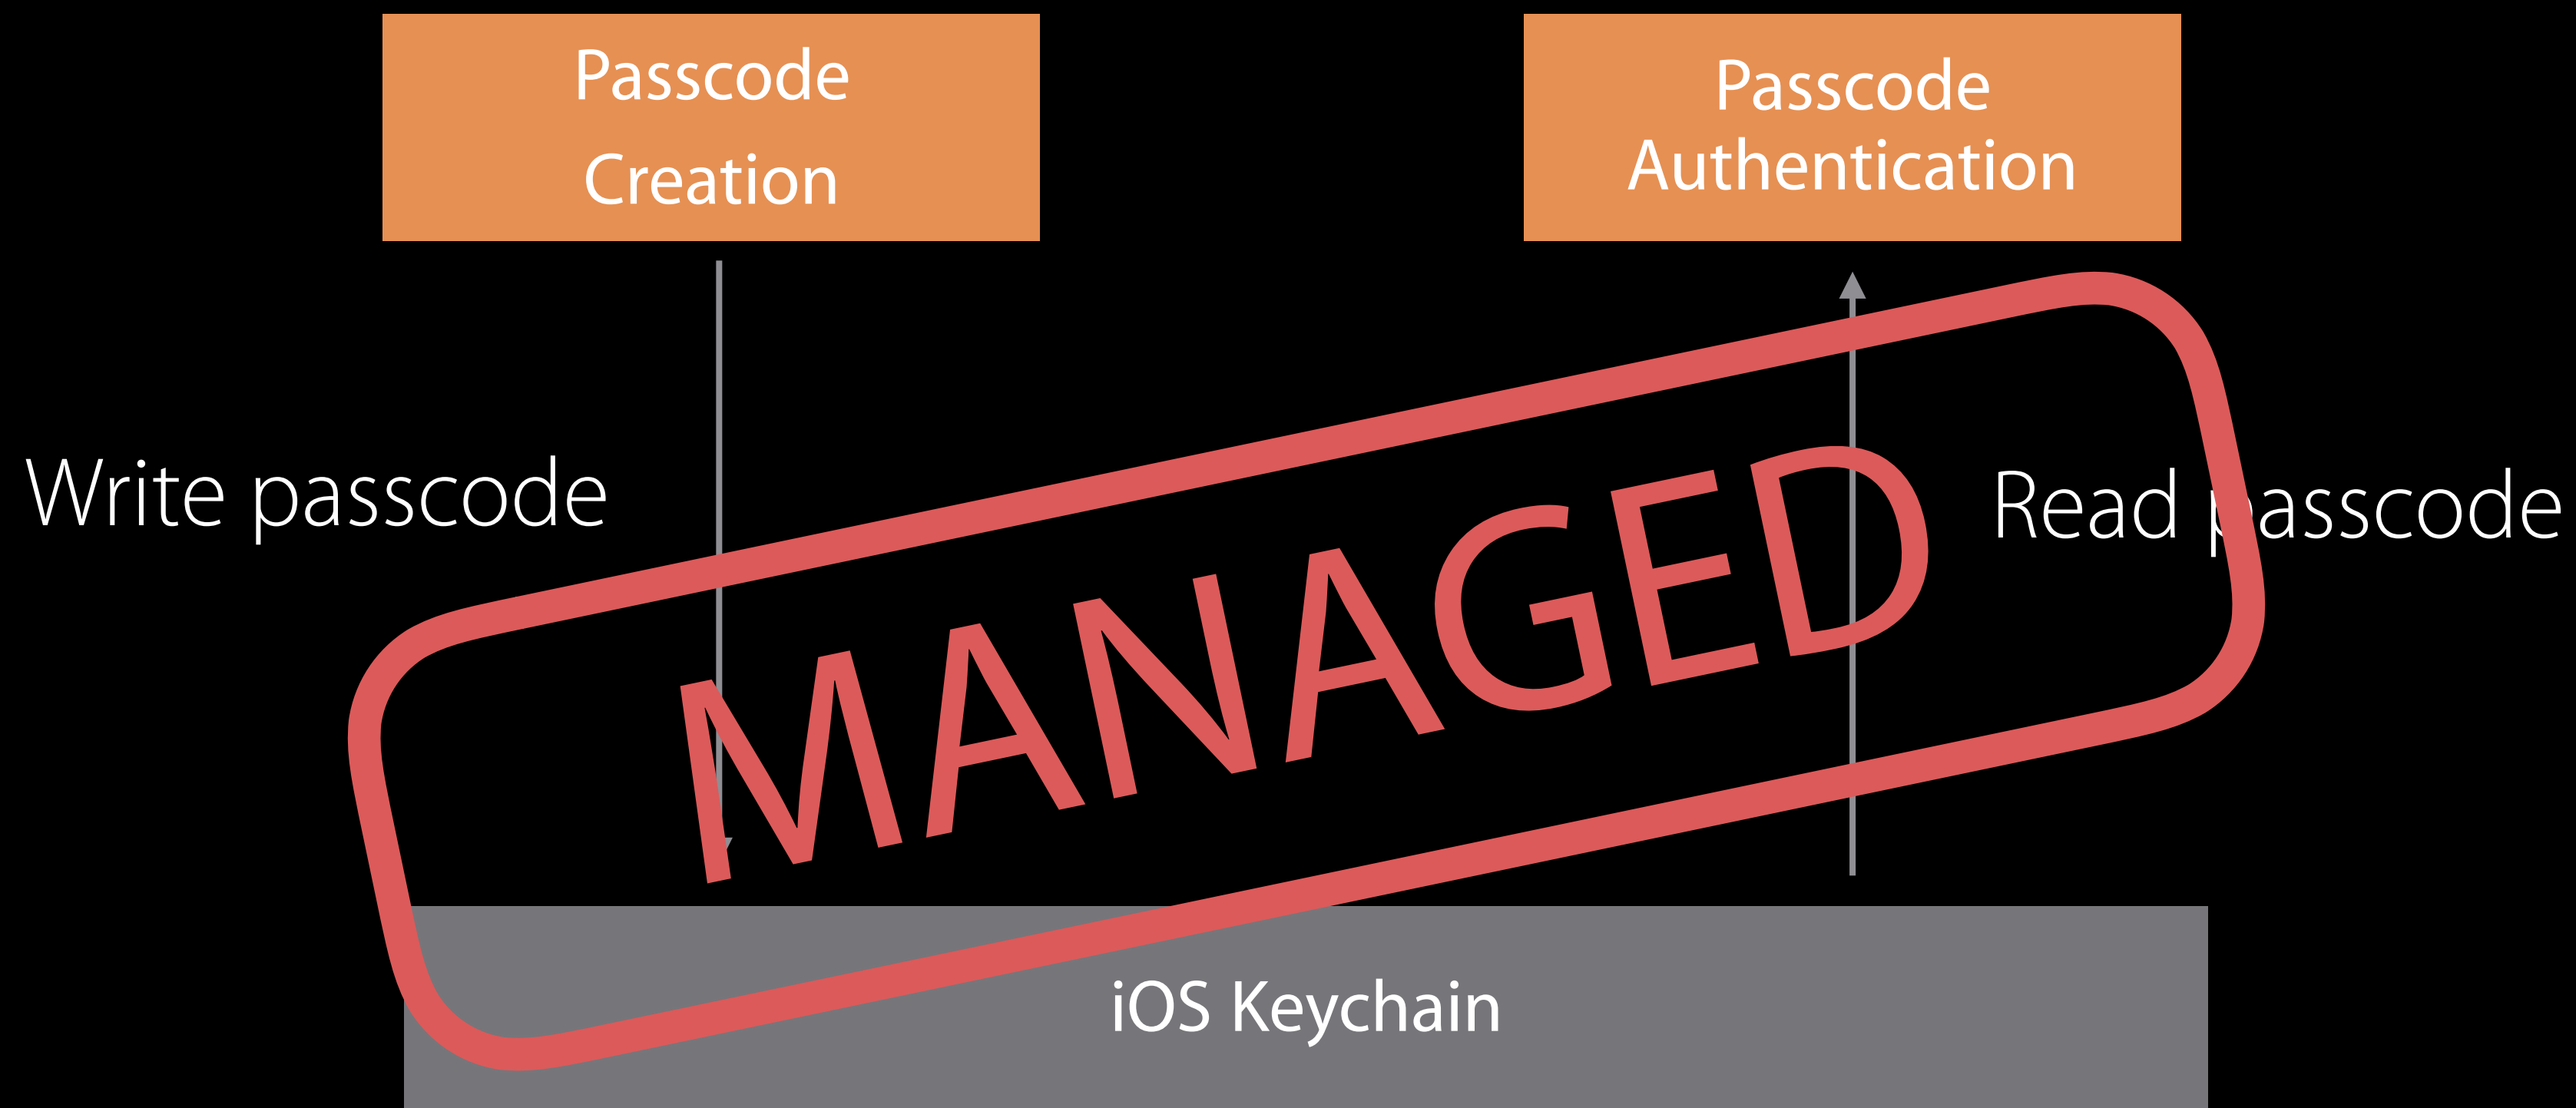 Passcode
Creation
Passcode
Authentication
Write passcode
Read passcode
MANAGED
iOS Keychain